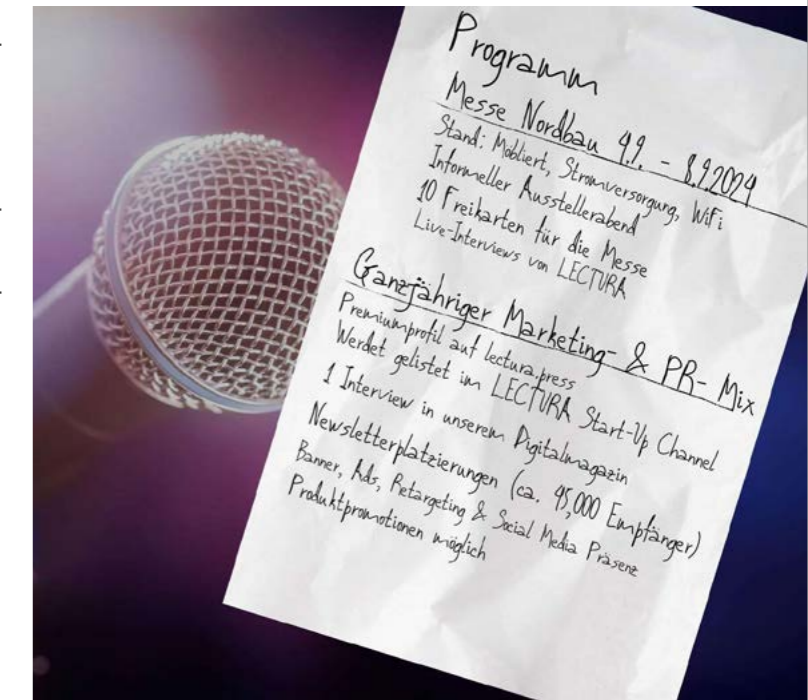 Programm
Messe Nordbau 4.9. - 8.9.2024
Stand: Möbliert, Stromversorgung, WiFi
Informeller Ausstellerabend
10 Freikarten für die Messe
Live-Interviews von LECTURA
Ganzjähriger Marketing- & PR-Mix
Premiumprofil auf lectura.press
Werdet gelistet im LECTURA Start-Up Channel
1 Interview in unserem Digitalmagazin
Newsletterplatzierungen (ca. 45,000 Empfänger)
Banner, Ads, Retargeting & Social Media Präsenz
Produktpromotionen möglich